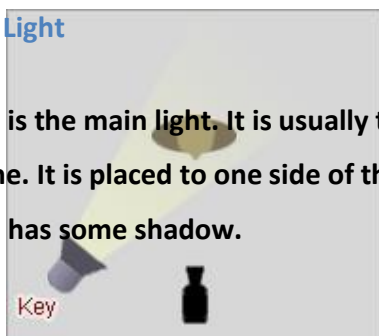 Light
is the main light. It is usually t
ne. It is placed to one side of th
has some shadow.
Key